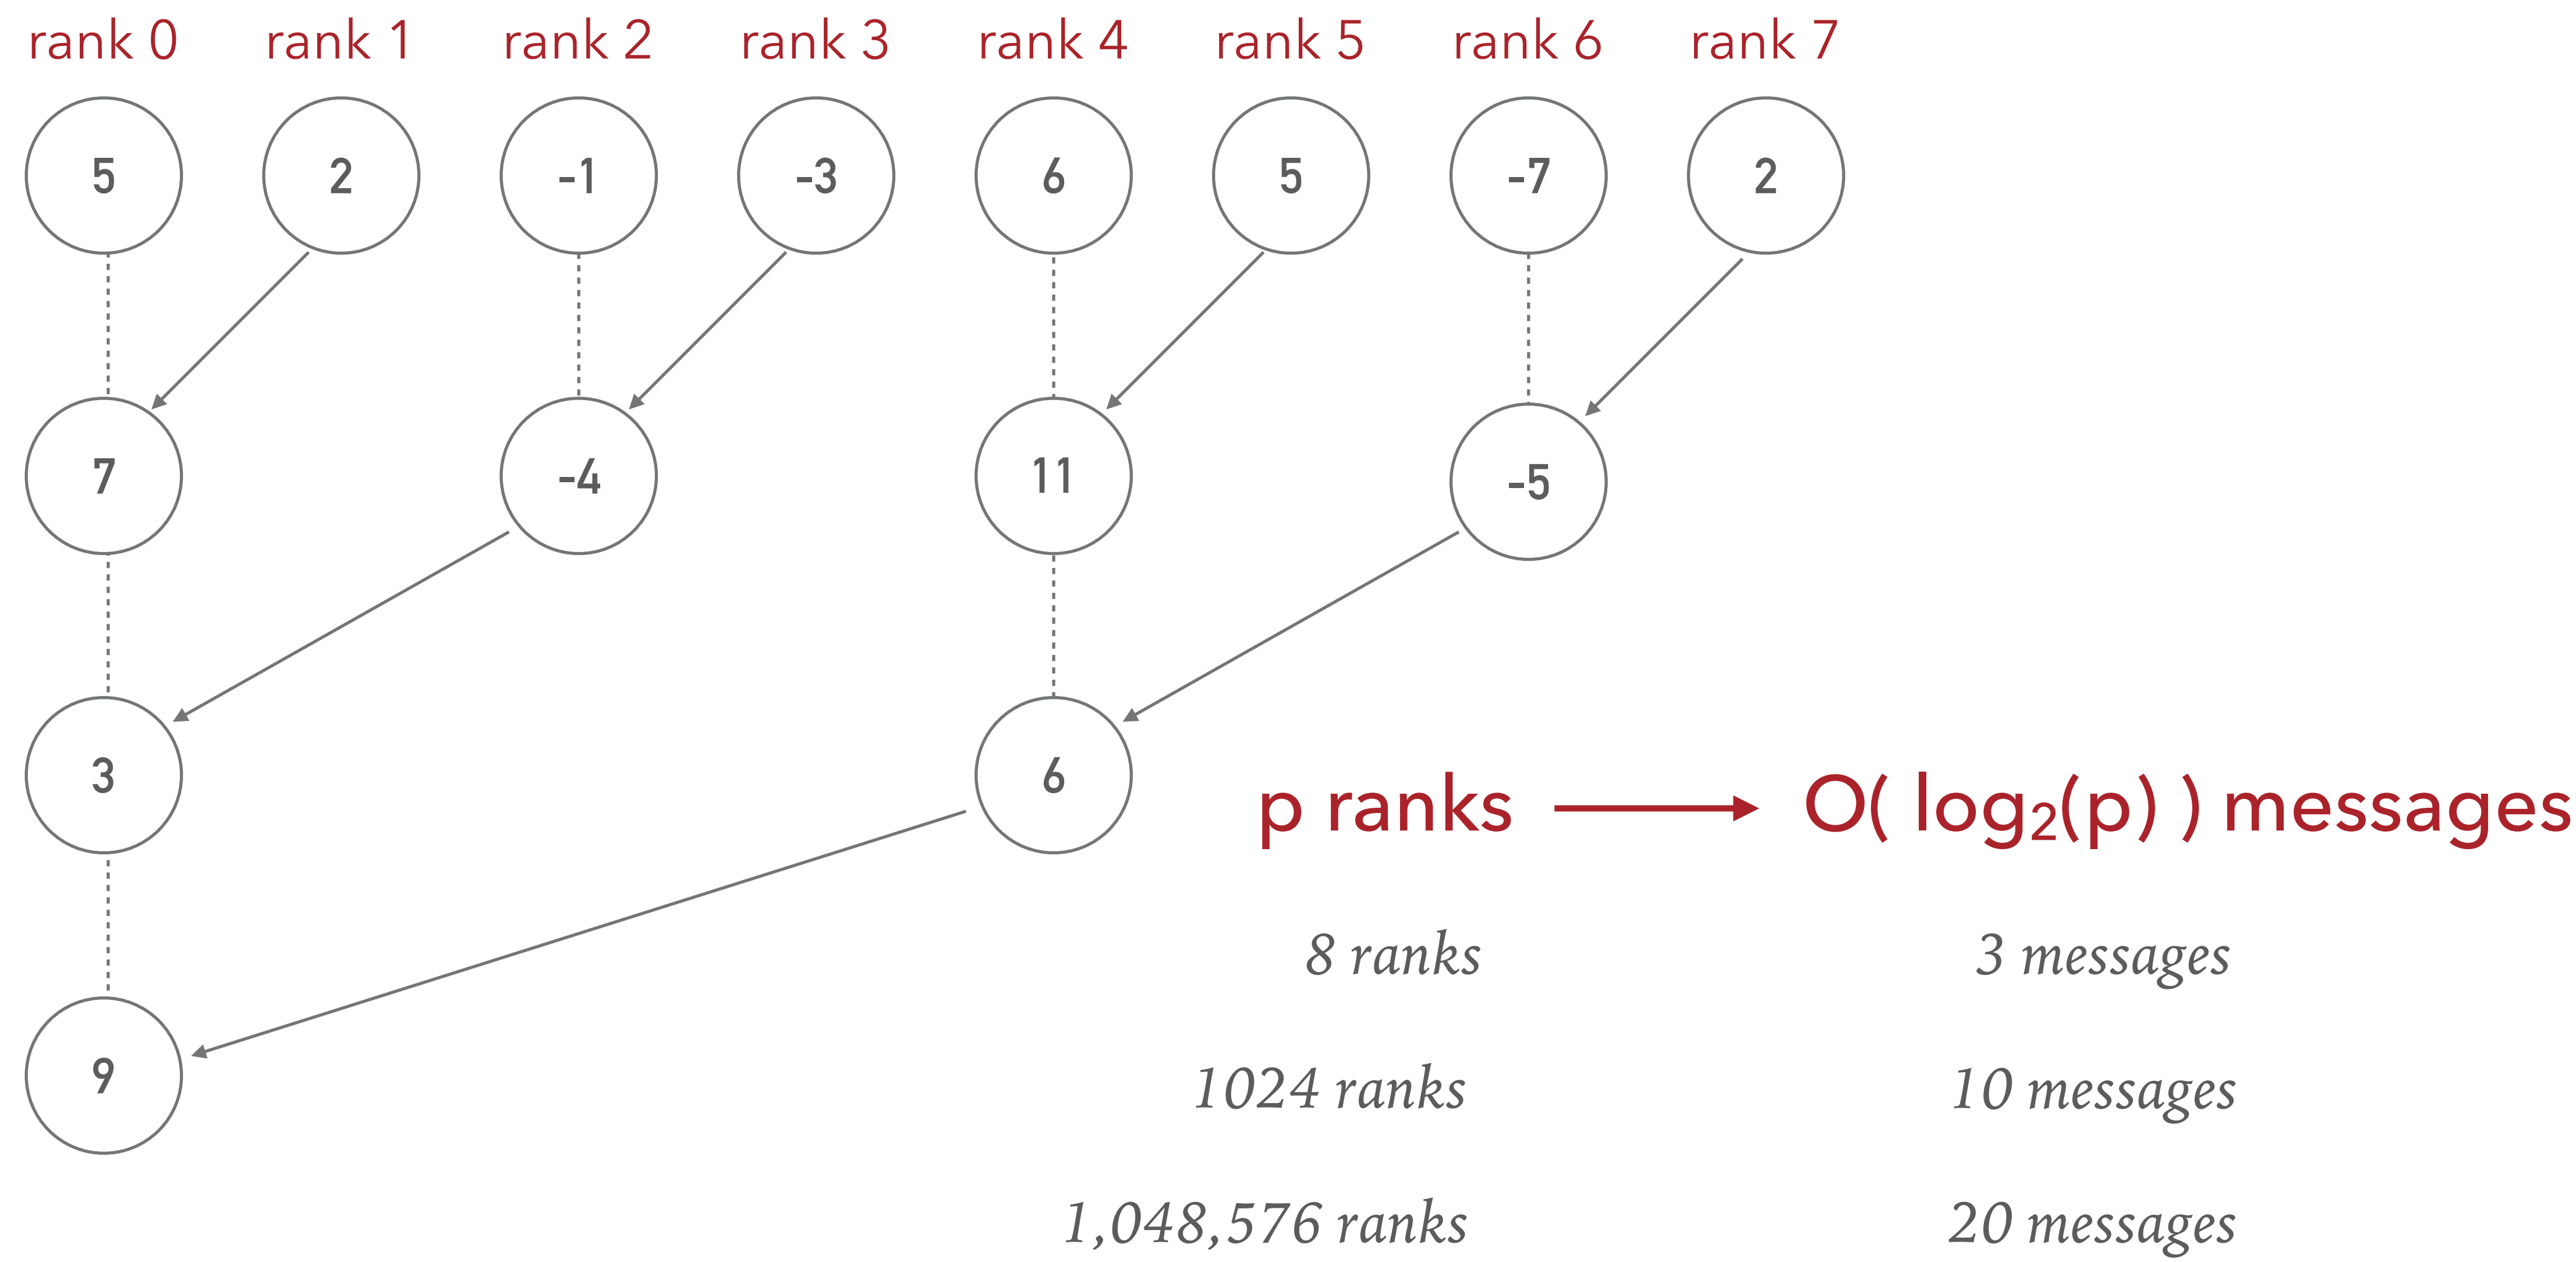 rank 0 rank 1 rank 2 rank 3 rank 4 rank 5 rank 6 rank 7
5 2 -1 -3 6 5 -7 2
7 -4 11 -5
3 6
p ranks O( log₂(p) ) messages
8 ranks 3 messages
9 1024 ranks 10 messages
1,048,576 ranks 20 messages